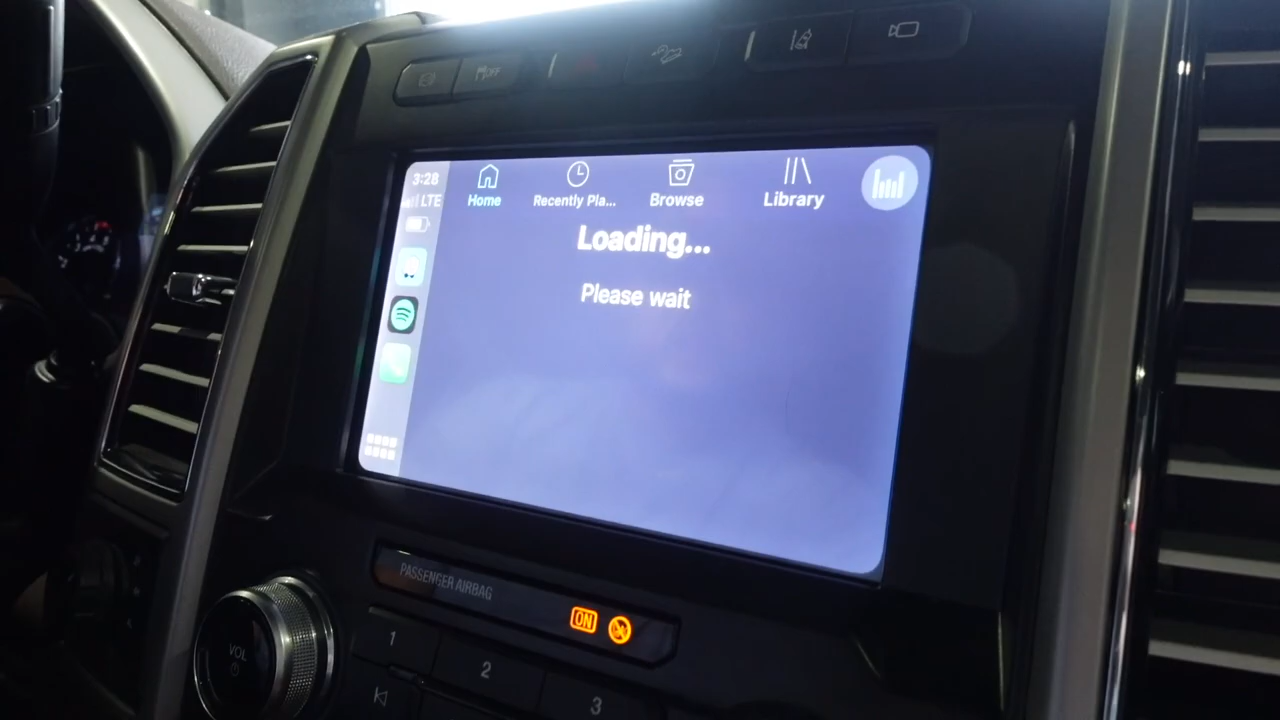 3:28
LTE
Home
Recently Pla...
Browse
Library
Loading...
Please wait
PASSENGER AIRBAG
ON
VOL
1
2
3